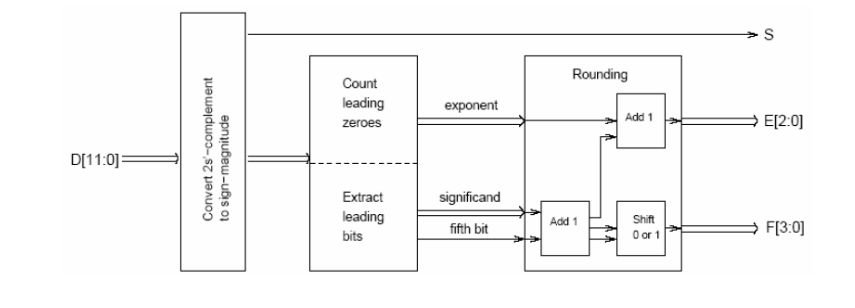 S
Count
leading
zeroes
Rounding
exponent
Add 1
E[2:0]
D[11:0]
Convert 2s'-complement
to sign-magnitude
Extract
leading
bits
significand
fifth bit
Add 1
Shift
0 or 1
F[3:0]